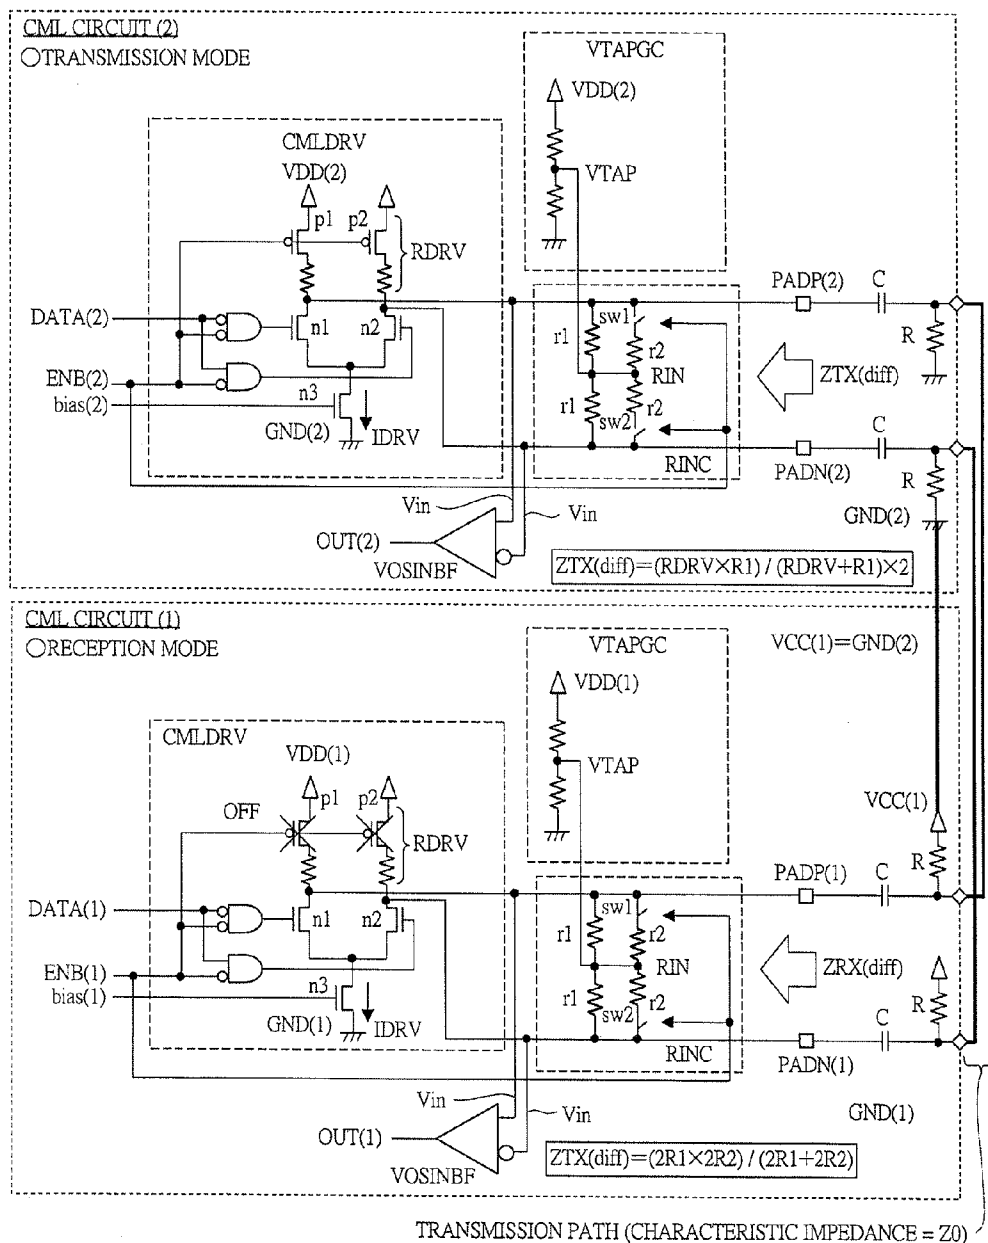 CML CIRCUIT (2)
○TRANSMISSION MODE
VTAPGC
VDD(2)
VTAP
CMLDRV
VDD(2)
p1
p2
RDRV
DATA(2)
n1
n2
ENB(2)
bias(2)
n3
GND(2)
IDRV
sw1
r1
r2
RIN
r1
r2
sw2
RINC
PADP(2)
C
R
ZTX(diff)
C
PADN(2)
R
GND(2)
Vin
Vin
OUT(2)
VOSINBF
ZTX(diff)=(RDRV×R1) / (RDRV+R1)×2
CML CIRCUIT (1)
○RECEPTION MODE
VTAPGC
VCC(1)=GND(2)
VDD(1)
VTAP
CMLDRV
VDD(1)
OFF
p1
p2
RDRV
VCC(1)
R
DATA(1)
n1
n2
ENB(1)
bias(1)
n3
GND(1)
IDRV
sw1
r1
r2
RIN
r1
r2
sw2
RINC
PADP(1)
C
ZRX(diff)
R
C
PADN(1)
GND(1)
Vin
Vin
OUT(1)
VOSINBF
ZTX(diff)=(2R1×2R2) / (2R1+2R2)
TRANSMISSION PATH (CHARACTERISTIC IMPEDANCE = Z0)